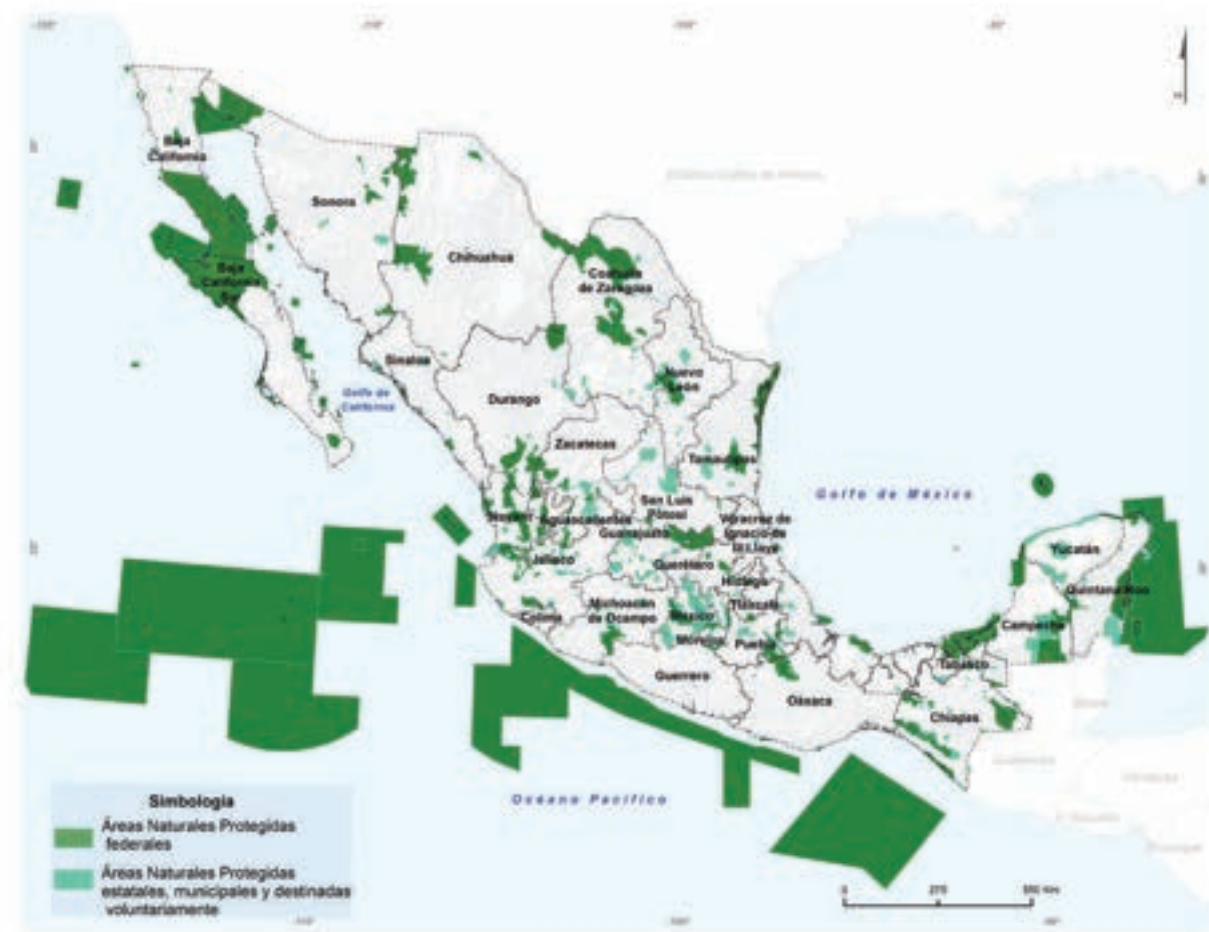 Baja
California
Sonora
Chihuahua
Coahuila
de Zaragoza
Baja
California
Sur
Sinaloa
Golfo de
California
Nuevo
León
Durango
Zacatecas
Tamaulipas
Golfo de México
San Luis
Potosí
Nayarit
Aguascalientes
Guanajuato
Veracruz de
Ignacio de
la Llave
Yucatán
Jalisco
Querétaro
Quintana Roo
Hidalgo
Michoacán
de Ocampo
Tlaxcala
Colima
México
Campeche
Morelos
Puebla
Tabasco
Guerrero
Oaxaca
Chiapas
Océano Pacífico
Simbología
Áreas Naturales Protegidas
federales
Áreas Naturales Protegidas
estatales, municipales y destinadas
voluntariamente
0